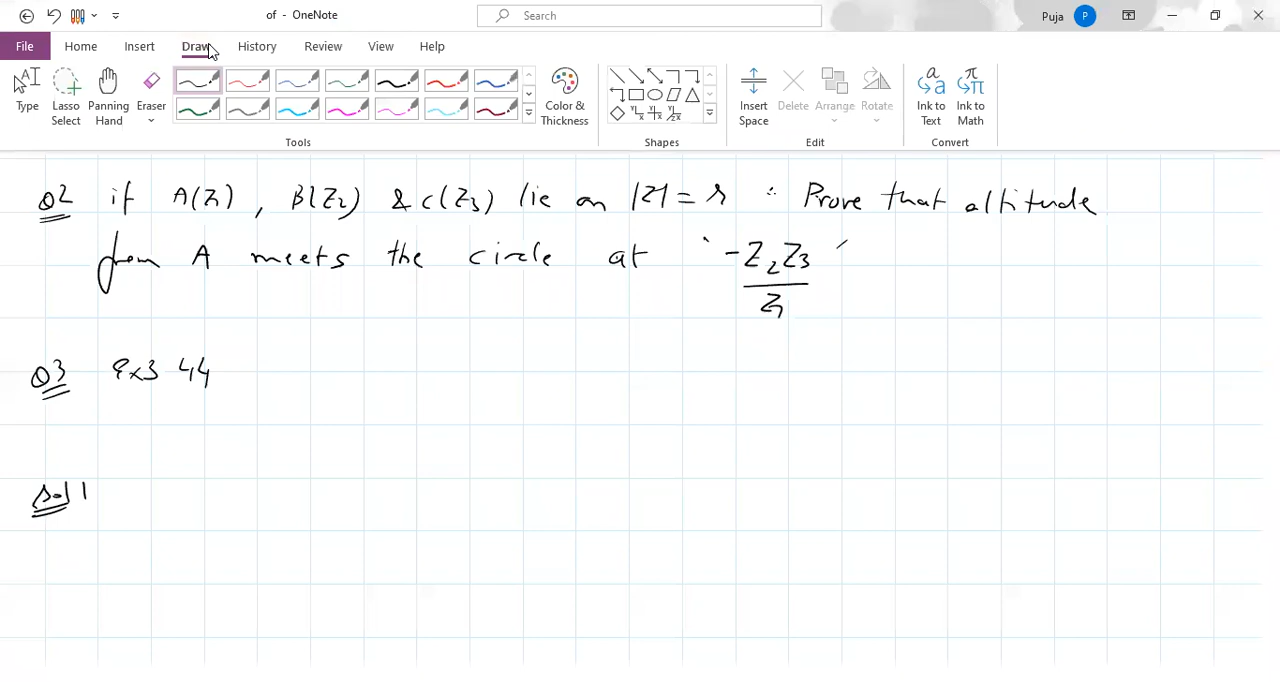 of - OneNote
Search
Puja P
File Home Insert Draw History Review View Help
Type Lasso Select Panning Hand Eraser Color & Thickness Insert Space Delete Arrange Rotate Ink to Text Ink to Math
Tools Shapes Edit Convert
Q2 if A(Z1), B(Z2) & C(Z3) lie on |Z| = r ∴ Prove that altitude
from A meets the circle at -Z2Z3
Z1
Q3 Ex3 44
Sol 1